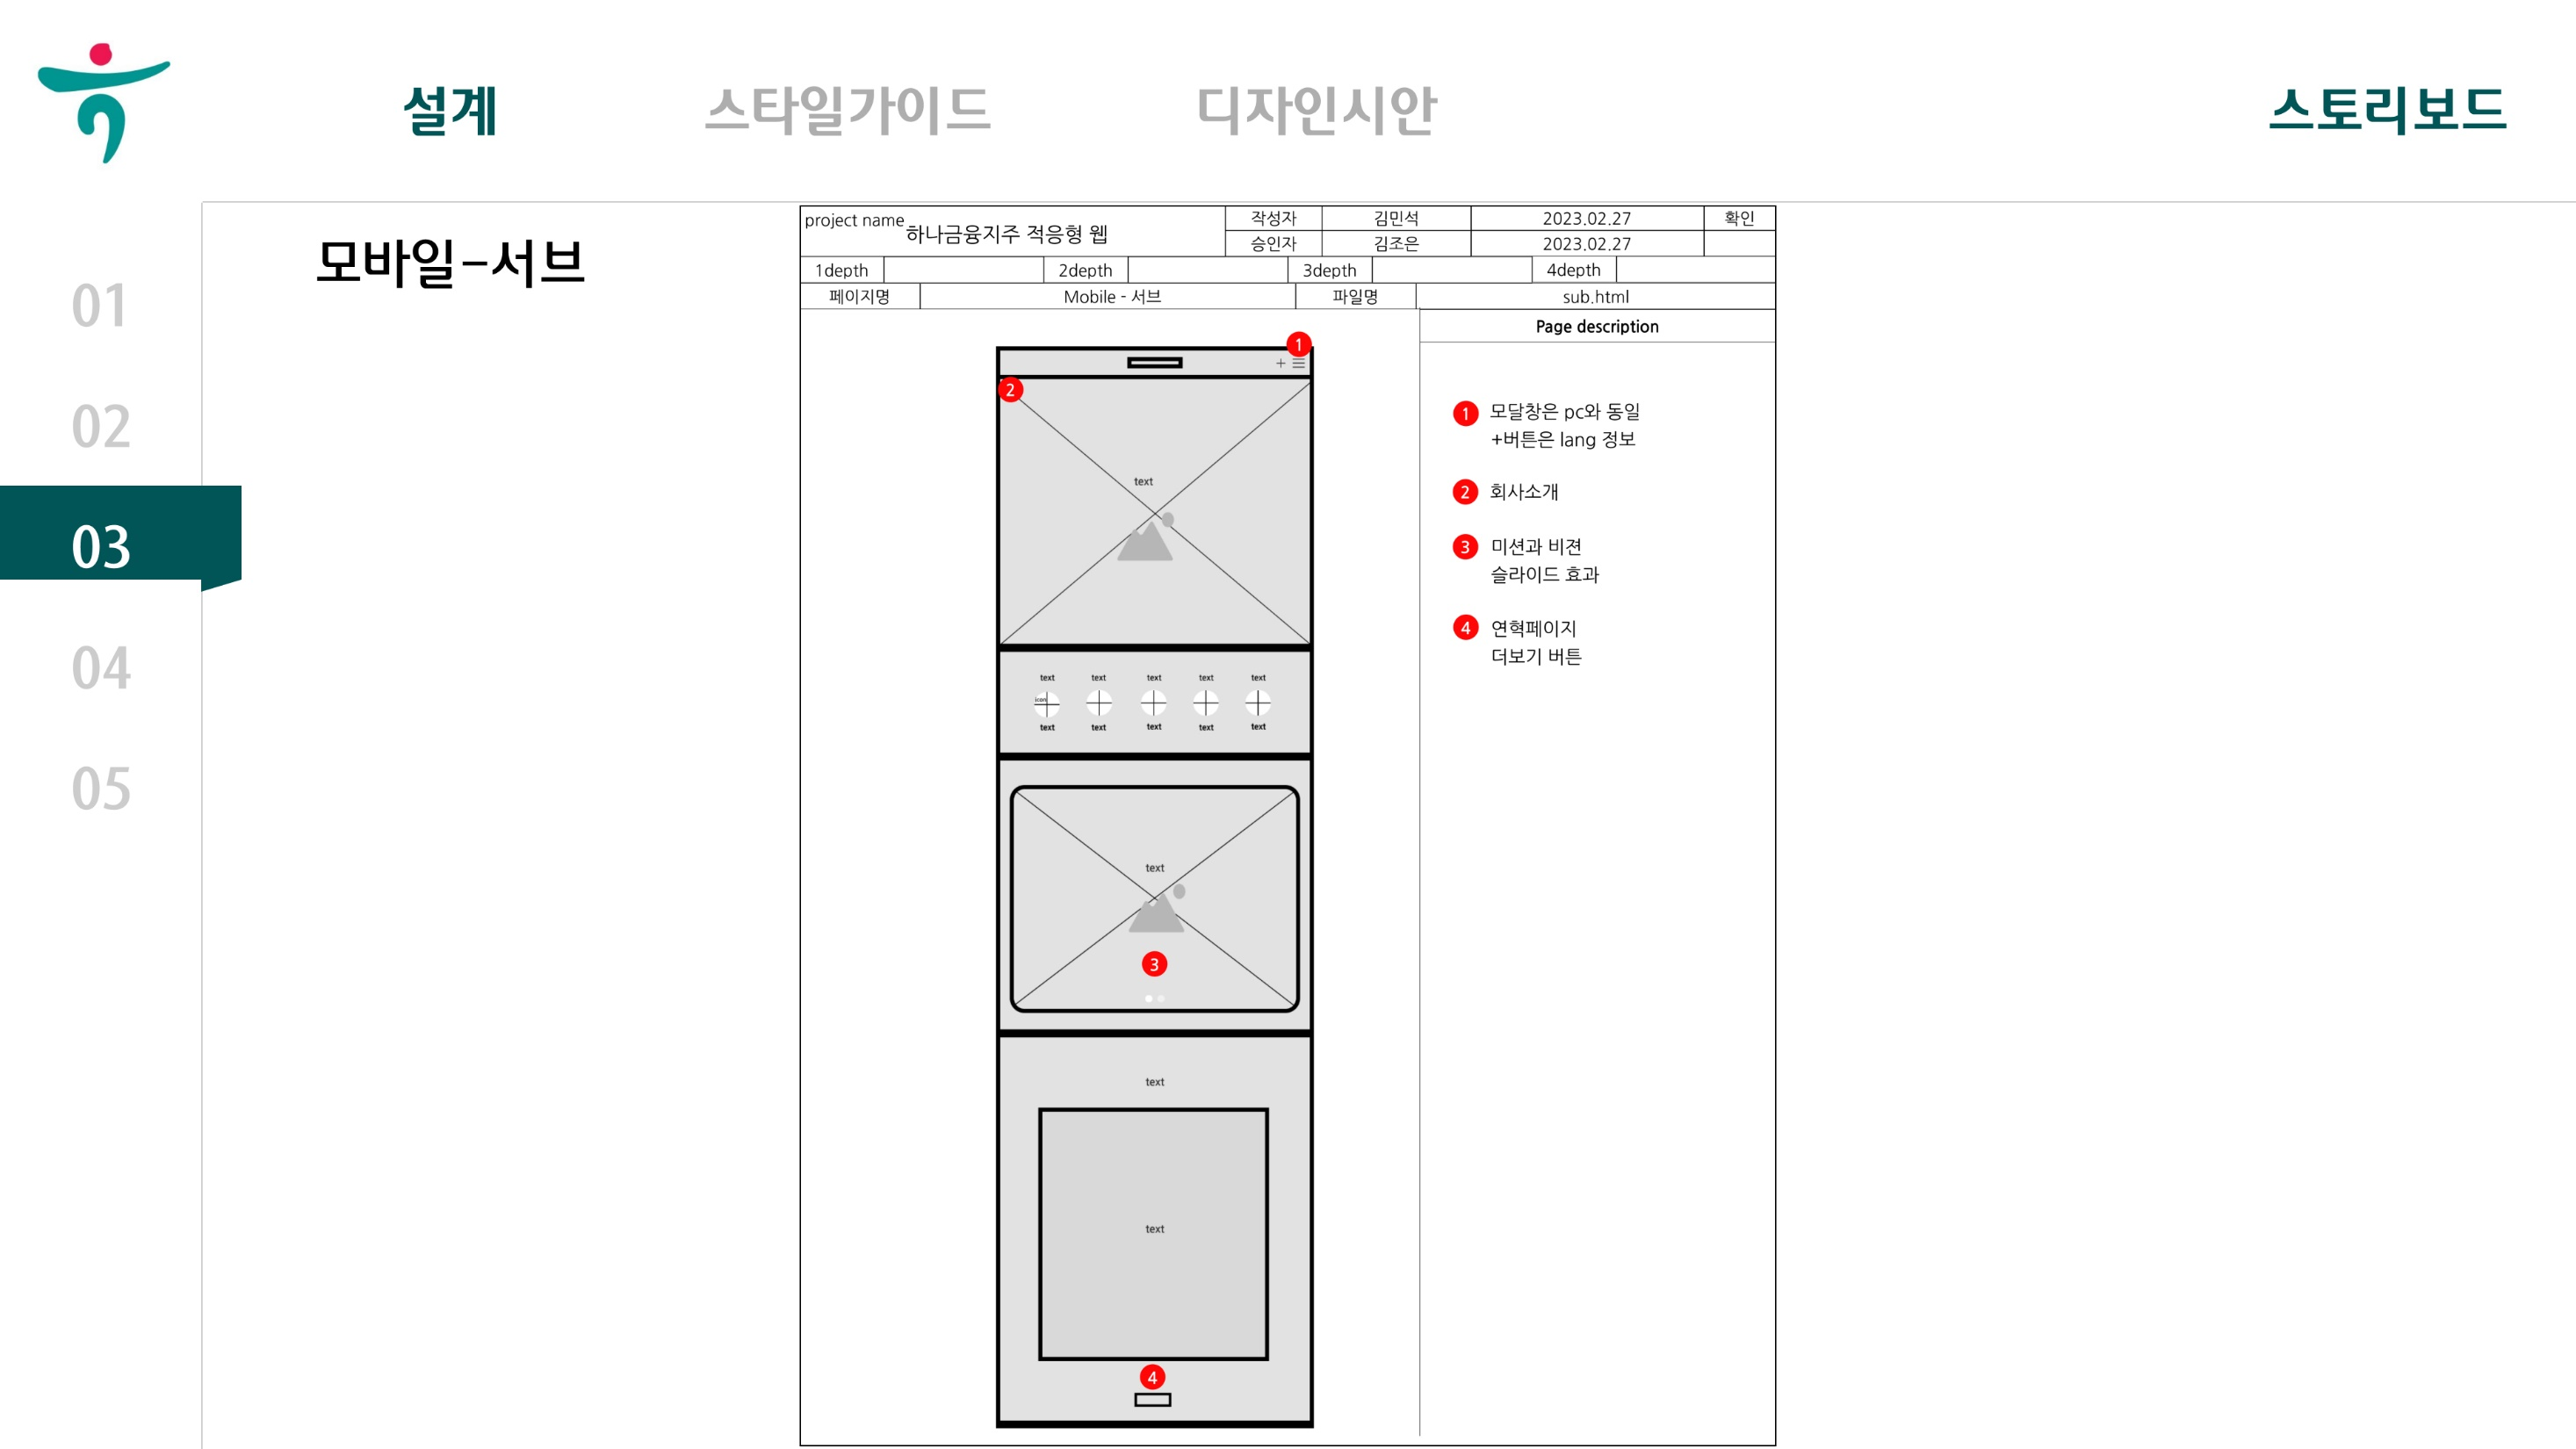 설계
스타일가이드
디자인시안
스토리보드
01
02
03
04
05
모바일-서브
project name
하나금융지주 적응형 웹
작성자 김민석 2023.02.27 확인
승인자 김조은 2023.02.27
1depth 2depth 3depth 4depth
페이지명 Mobile - 서브 파일명 sub.html
Page description
1
+
2
text
text text text text text
icon
text text text text text
text
3
text
text
4
1 모달창은 pc와 동일
+버튼은 lang 정보
2 회사소개
3 미션과 비젼
슬라이드 효과
4 연혁페이지
더보기 버튼